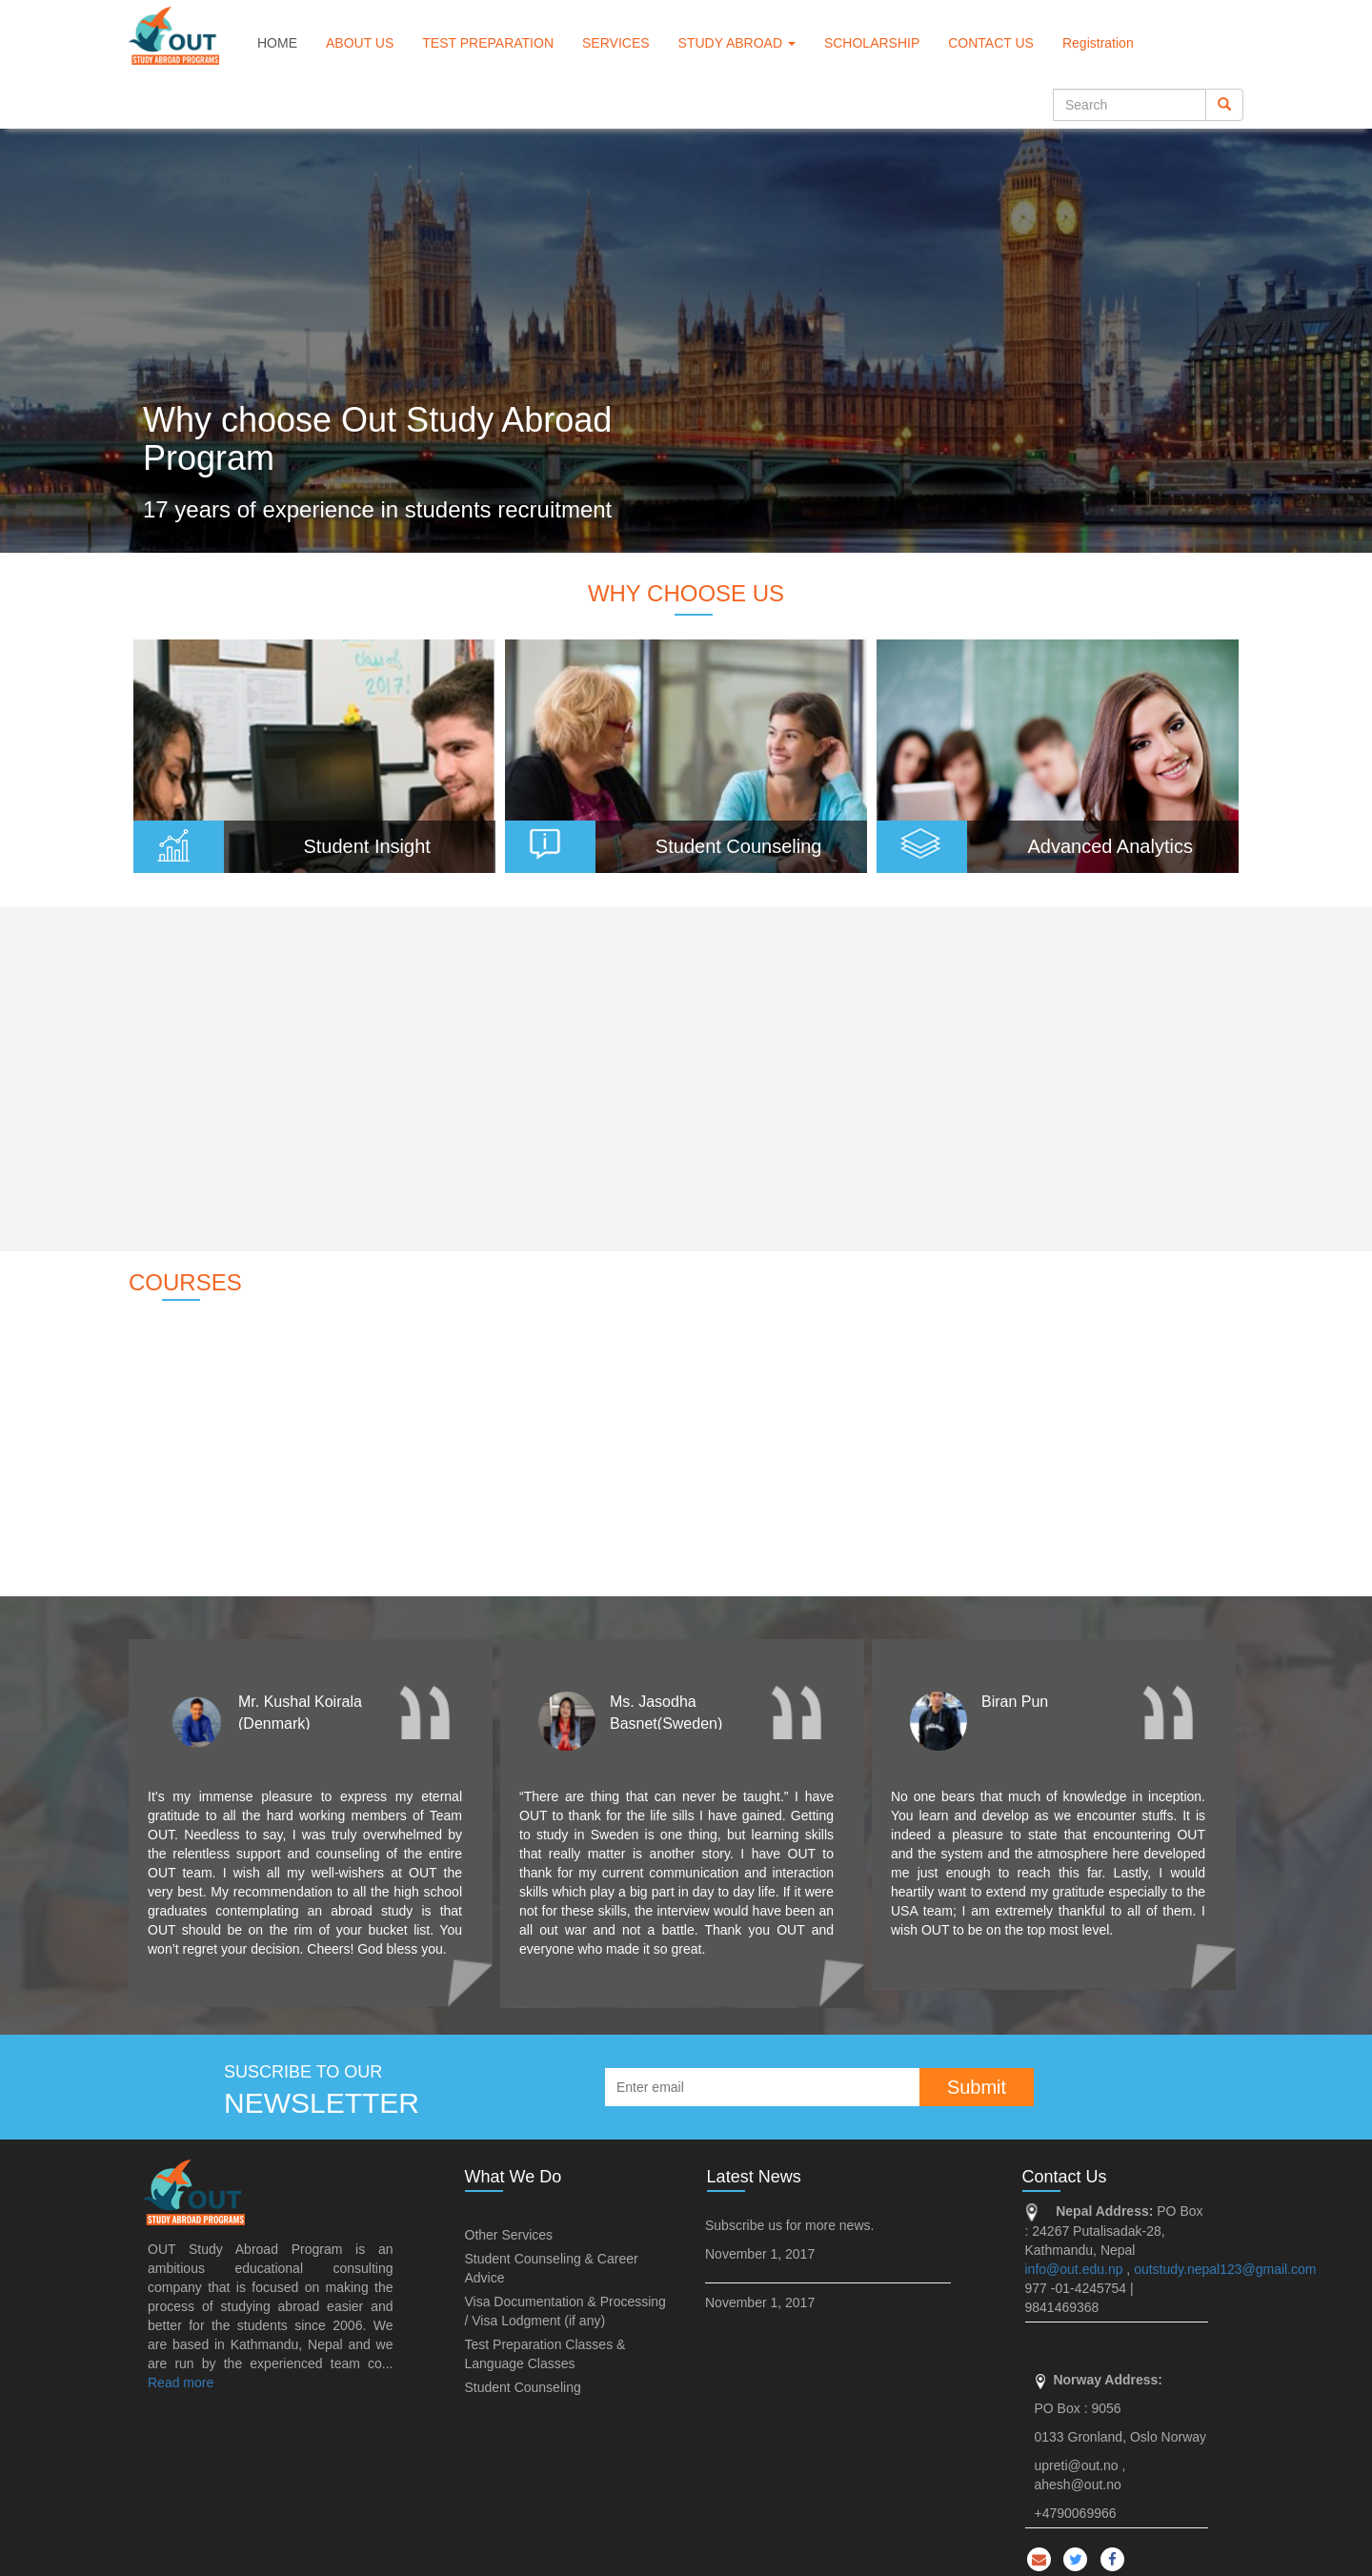 OUT
STUDY ABROAD PROGRAMS
HOME ABOUT US TEST PREPARATION SERVICES STUDY ABROAD SCHOLARSHIP CONTACT US Registration
Search
Why choose Out Study Abroad
Program
17 years of experience in students recruitment
WHY CHOOSE US
class of
2017!
Student Insight
Student Counseling
Advanced Analytics
COURSES
Mr. Kushal Koirala
(Denmark)
It's my immense pleasure to express my eternal
gratitude to all the hard working members of Team
OUT. Needless to say, I was truly overwhelmed by
the relentless support and counseling of the entire
OUT team. I wish all my well-wishers at OUT the
very best. My recommendation to all the high school
graduates contemplating an abroad study is that
OUT should be on the rim of your bucket list. You
won't regret your decision. Cheers! God bless you.
Ms. Jasodha
Basnet(Sweden)
“There are thing that can never be taught.” I have
OUT to thank for the life sills I have gained. Getting
to study in Sweden is one thing, but learning skills
that really matter is another story. I have OUT to
thank for my current communication and interaction
skills which play a big part in day to day life. If it were
not for these skills, the interview would have been an
all out war and not a battle. Thank you OUT and
everyone who made it so great.
Biran Pun
No one bears that much of knowledge in inception.
You learn and develop as we encounter stuffs. It is
indeed a pleasure to state that encountering OUT
and the system and the atmosphere here developed
me just enough to reach this far. Lastly, I would
heartily want to extend my gratitude especially to the
USA team; I am extremely thankful to all of them. I
wish OUT to be on the top most level.
SUSCRIBE TO OUR
NEWSLETTER
Enter email
Submit
OUT
STUDY ABROAD PROGRAMS
OUT Study Abroad Program is an
ambitious educational consulting
company that is focused on making the
process of studying abroad easier and
better for the students since 2006. We
are based in Kathmandu, Nepal and we
are run by the experienced team co...
Read more
What We Do
Other Services
Student Counseling & Career
Advice
Visa Documentation & Processing
/ Visa Lodgment (if any)
Test Preparation Classes &
Language Classes
Student Counseling
Latest News
Subscribe us for more news.
November 1, 2017
November 1, 2017
Contact Us
Nepal Address: PO Box
: 24267 Putalisadak-28,
Kathmandu, Nepal
info@out.edu.np , outstudy.nepal123@gmail.com
977 -01-4245754 |
9841469368
Norway Address:
PO Box : 9056
0133 Gronland, Oslo Norway
upreti@out.no ,
ahesh@out.no
+4790069966